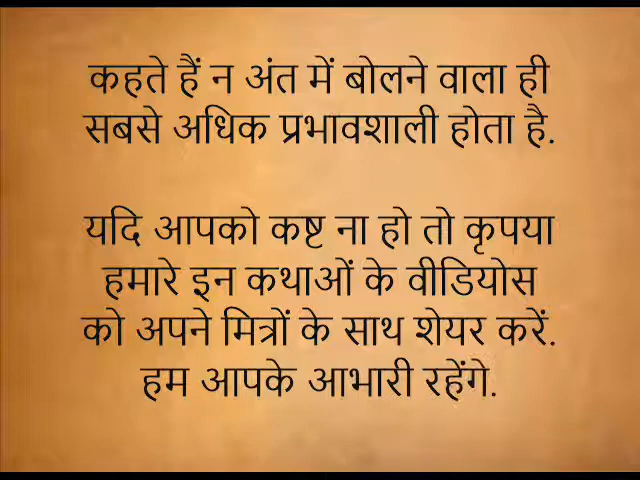 कहते हैं न अंत में बोलने वाला ही
सबसे अधिक प्रभावशाली होता है.
यदि आपको कष्ट ना हो तो कृपया
हमारे इन कथाओं के वीडियोस
को अपने मित्रों के साथ शेयर करें.
हम आपके आभारी रहेंगे.